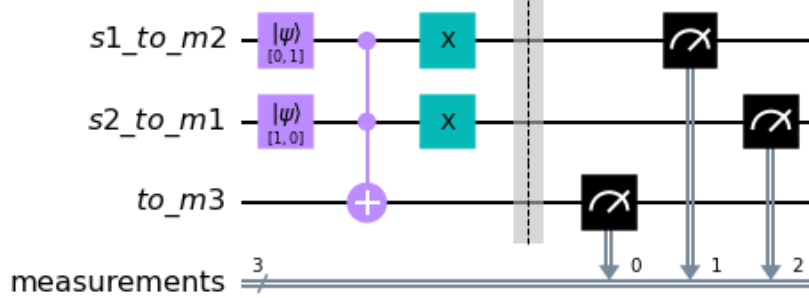 s1_to_m2 |ψ⟩ [0, 1] X
s2_to_m1 |ψ⟩ [1, 0] X
to_m3
measurements 3 0 1 2